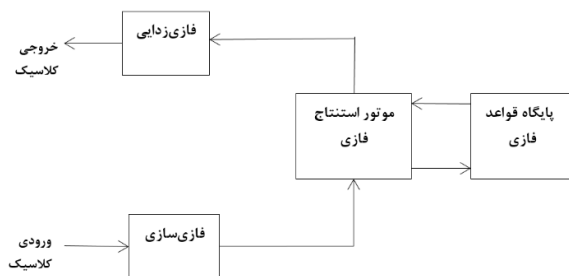 خروجی
کلاسیک
فازی‌زدایی
موتور استنتاج
فازی
پایگاه قواعد
فازی
ورودی
کلاسیک
فازی‌سازی